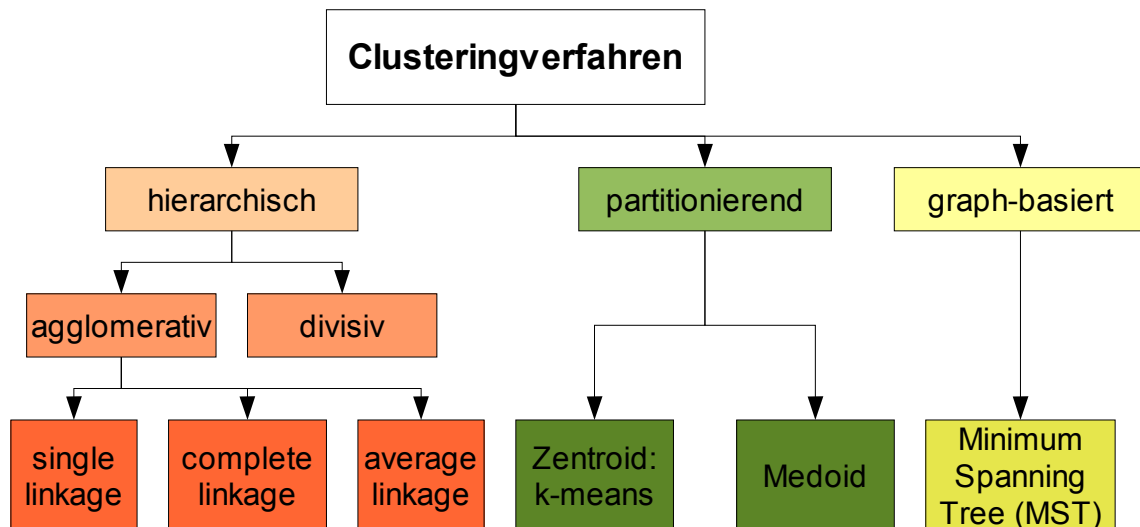 Clusteringverfahren
hierarchisch
partitionierend
graph-basiert
agglomerativ
divisiv
single
linkage
complete
linkage
average
linkage
Zentroid:
k-means
Medoid
Minimum
Spanning
Tree (MST)